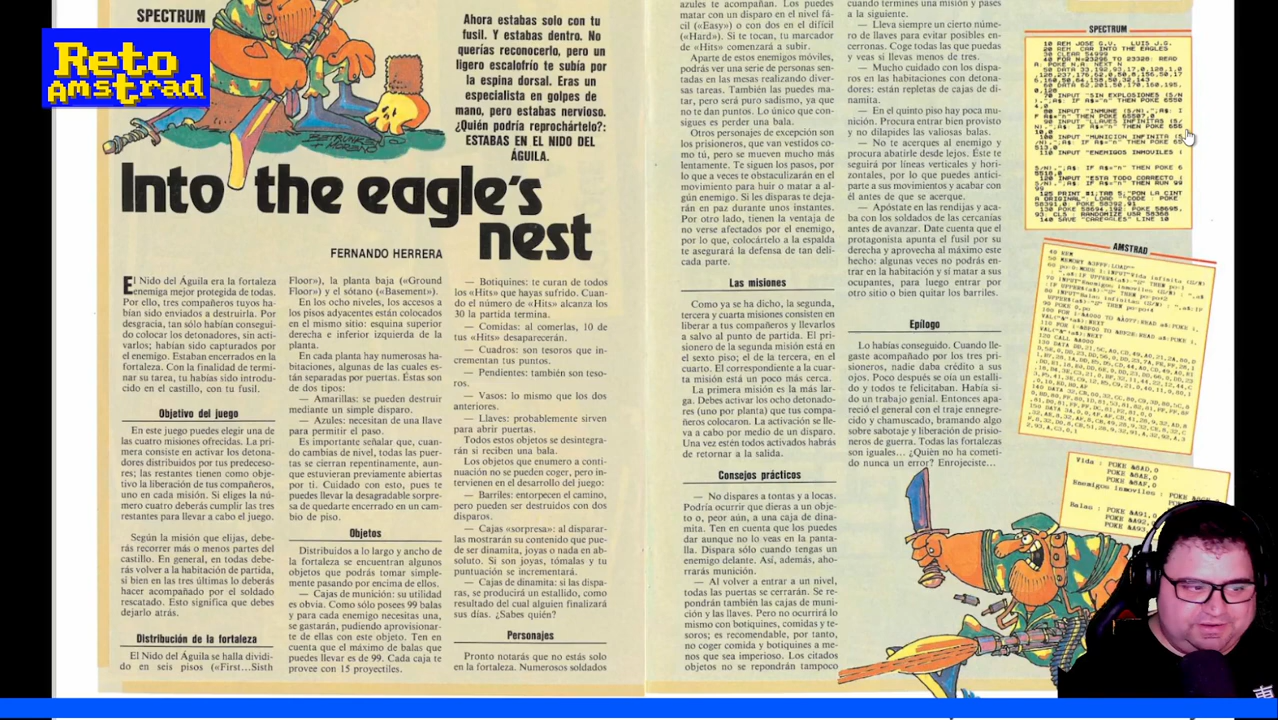 SPECTRUM
Reto
Amstrad
Into the eagle's
nest
FERNANDO HERRERA
Ahora estabas solo con tu
fusil. Y estabas dentro. No
querías reconocerlo, pero un
ligero escalofrío te subía por
la espina dorsal. Eras un
especialista en golpes de
mano, pero estabas nervioso.
¿Quién podría reprochártelo?:
ESTABAS EN EL NIDO DEL
ÁGUILA.
El Nido del Águila era la fortaleza
enemiga mejor protegida de todas.
Por ello, tres compañeros tuyos ha-
bían sido enviados a destruirla. Por
desgracia, tan sólo habían consegui-
do colocar los detonadores, sin acti-
varlos; habían sido capturados por
el enemigo. Estaban encerrados en la
fortaleza. Con la finalidad de termi-
nar su tarea, tu habías sido introdu-
cido en el castillo, con tu fusil.
Objetivo del juego
En este juego puedes elegir una de
las cuatro misiones ofrecidas. La pri-
mera consiste en activar los detona-
dores distribuidos por tus predeceso-
res; las restantes tienen como obje-
tivo la liberación de tus compañeros,
uno en cada misión. Si eliges la nú-
mero cuatro deberás cumplir las tres
restantes para llevar a cabo el juego.
Según la misión que elijas, debe-
rás recorrer más o menos partes del
castillo. En general, en todas debe-
rás volver a la habitación de partida,
si bien en las tres últimas lo deberás
hacer acompañado por el soldado
rescatado. Esto significa que debes
dejarlo atrás.
Distribución de la fortaleza
El Nido del Águila se halla dividi-
do en seis pisos («First...Sixth
Floor»), la planta baja («Ground
Floor») y el sótano («Basement»).
En los ocho niveles, los accesos a
los pisos adyacentes están colocados
en el mismo sitio: esquina superior
derecha e inferior izquierda de la
planta.
En cada planta hay numerosas ha-
bitaciones, algunas de las cuales es-
tán separadas por puertas. Éstas son
de dos tipos:
— Amarillas: se pueden destruir
mediante un simple disparo.
— Azules: necesitan de una llave
para permitir el paso.
Es importante señalar que, cuan-
do cambies de nivel, todas las puer-
tas se cierran repentinamente, aun-
que estuvieran previamente abiertas
por ti. Cuidado con esto, pues te
puedes llevar la desagradable sorpre-
sa de quedarte encerrado en un cam-
bio de piso.
Objetos
Distribuidos a lo largo y ancho de
la fortaleza se encuentran algunos
objetos que podrás tomar simple-
mente pasando por encima de ellos.
— Cajas de munición: su utilidad
es obvia. Como sólo posees 99 balas
y para cada enemigo necesitas una,
se gastarán, pudiendo aprovisionar-
te de ellas con este objeto. Ten en
cuenta que el máximo de balas que
puedes llevar es de 99. Cada caja te
provee con 15 proyectiles.
— Botiquines: te curan de todos
los «Hits» que hayas sufrido. Cuan-
do el número de «Hits» alcanza los
30 la partida termina.
— Comidas: al comerlas, 10 de
tus «Hits» desaparecerán.
— Cuadros: son tesoros que in-
crementan tus puntos.
— Pendientes: también son teso-
ros.
— Vasos: lo mismo que los dos
anteriores.
— Llaves: probablemente sirven
para abrir puertas.
Todos estos objetos se desintegra-
rán si reciben una bala.
Los objetos que enumero a conti-
nuación no se pueden coger, pero in-
tervienen en el desarrollo del juego:
— Barriles: entorpecen el camino,
pero pueden ser destruidos con dos
disparos.
— Cajas «sorpresa»: al disparar-
las mostrarán su contenido que pue-
de ser dinamita, joyas o nada en ab-
soluto. Si son joyas, tómalas y tu
puntuación se incrementará.
— Cajas de dinamita: si las dispa-
ras, se producirá un estallido, como
resultado del cual alguien finalizará
sus días. ¿Sabes quién?
Personajes
Pronto notarás que no estás solo
en la fortaleza. Numerosos soldados
azules te acompañan. Los puedes
matar con un disparo en el nivel fá-
cil («Easy») o con dos en el difícil
(«Hard»). Si te tocan, tu marcador
de «Hits» comenzará a subir.
Aparte de estos enemigos móviles,
podrás ver una serie de personas sen-
tadas en las mesas realizando diver-
sas tareas. También las puedes ma-
tar, pero será puro sadismo, ya que
no te dan puntos. Lo único que con-
sigues es perder una bala.
Otros personajes de excepción son
los prisioneros, que van vestidos co-
mo tú, pero se mueven mucho más
lentamente. Te siguen los pasos, por
lo que a veces te obstaculizarán en el
movimiento para huir o matar a al-
gún enemigo. Si les disparas te deja-
rán en paz durante unos instantes.
Por otro lado, tienen la ventaja de
no verse afectados por el enemigo,
por lo que, colocártelo a la espalda
te asegurará la defensa de tan deli-
cada parte.
Las misiones
Como ya se ha dicho, la segunda,
tercera y cuarta misiones consisten en
liberar a tus compañeros y llevarlos
a salvo al punto de partida. El pri-
sionero de la segunda misión está en
el sexto piso; el de la tercera, en el
cuarto. El correspondiente a la cuar-
ta misión está un poco más cerca.
La primera misión es la más lar-
ga. Debes activar los ocho detonado-
res (uno por planta) que tus compa-
ñeros colocaron. La activación se lle-
va a cabo por medio de un disparo.
Una vez estén todos activados habrás
de retornar a la salida.
Consejos prácticos
— No dispares a tontas y a locas.
Podría ocurrir que dieras a un obje-
to o, peor aún, a una caja de dina-
mita. Ten en cuenta que los puedes
dar aunque no lo veas en la panta-
lla. Dispara sólo cuando tengas un
enemigo delante. Así, además, aho-
rrarás munición.
— Al volver a entrar a un nivel,
todas las puertas se cerrarán. Se re-
pondrán también las cajas de muni-
ción y las llaves. Pero no ocurrirá lo
mismo con botiquines, comidas y te-
soros; es recomendable, por tanto,
no coger comida y botiquines a me-
nos que sea imperioso. Los citados
objetos no se repondrán tampoco
cuando termines una misión y pases
a la siguiente.
— Lleva siempre un cierto núme-
ro de llaves para evitar posibles en-
cerronas. Coge todas las que puedas
y veas si llevas menos de tres.
— Mucho cuidado con los dispa-
ros en las habitaciones con detona-
dores: están repletas de cajas de di-
namita.
— En el quinto piso hay poca mu-
nición. Procura entrar bien provisto
y no dilapides las valiosas balas.
— No te acerques al enemigo y
procura abatirle desde lejos. Éste te
seguirá por líneas verticales y hori-
zontales, por lo que puedes antici-
parte a sus movimientos y acabar con
él antes de que se acerque.
— Apóstate en las rendijas y aca-
ba con los soldados de las cercanías
antes de avanzar. Date cuenta que el
protagonista apunta el fusil por su
derecha y aprovecha al máximo este
hecho: algunas veces no podrás en-
trar en la habitación y sí matar a sus
ocupantes, para luego entrar por
otro sitio o bien quitar los barriles.
Epílogo
Lo habías conseguido. Cuando lle-
gaste acompañado por los tres pri-
sioneros, nadie daba crédito a sus
ojos. Poco después se oía un estalli-
do y todos te felicitaban. Había si-
do un trabajo genial. Entonces apare-
ció el general con el traje ennegre-
cido y chamuscado, bramando algo
sobre sabotaje y liberación de prisio-
neros de guerra. Todas las fortalezas
son iguales... ¿Quién no ha cometi-
do nunca un error? Enrojeciste...
SPECTRUM
10 REM JOSE G.V. LUIS J.G.
20 REM CAR INTO THE EAGLES
30 CLEAR 54999
AMSTRAD
Vida : POKE &8AD,0
POKE &8AE,0
POKE &8AF,0
Enemigos inmoviles : POKE
Balas : POKE &A91,0
POKE &A92,0
POKE &A93,